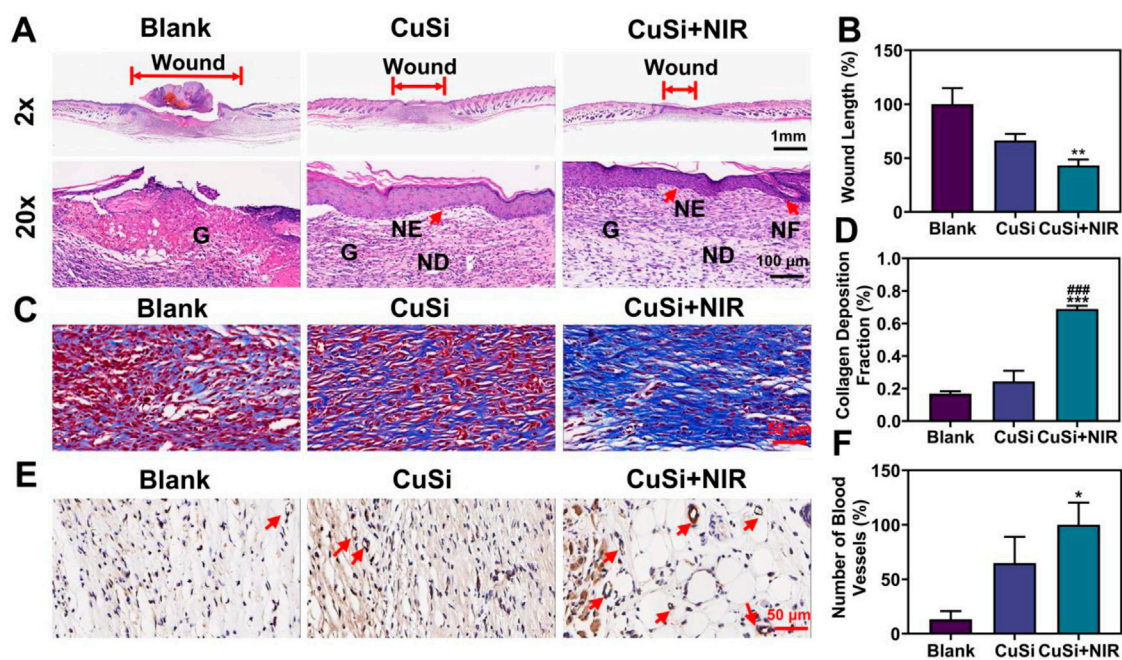 A
Blank
CuSi
CuSi+NIR
2x
Wound
Wound
Wound
1mm
20x
G
G
NE
ND
G
NE
ND
NF
100 µm
B
Wound Length (%)
150
100
50
0
**
Blank
CuSi
CuSi+NIR
C
Blank
CuSi
CuSi+NIR
50 µm
D
Collagen Deposition
Fraction (%)
1.0
0.8
0.6
0.4
0.2
0.0
###
***
Blank
CuSi
CuSi+NIR
E
Blank
CuSi
CuSi+NIR
50 µm
F
Number of Blood
Vessels (%)
150
100
50
0
*
Blank
CuSi
CuSi+NIR